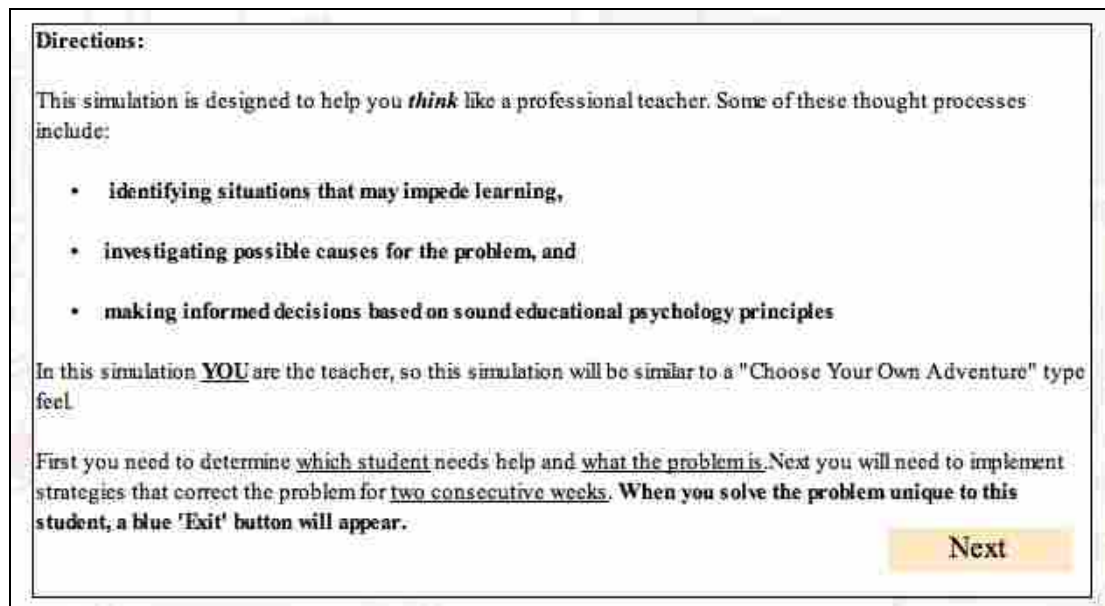 Directions:
This simulation is designed to help you think like a professional teacher. Some of these thought processes
include:
• identifying situations that may impede learning,
• investigating possible causes for the problem, and
• making informed decisions based on sound educational psychology principles
In this simulation YOU are the teacher, so this simulation will be similar to a "Choose Your Own Adventure" type
feel.
First you need to determine which student needs help and what the problem is.Next you will need to implement
strategies that correct the problem for two consecutive weeks. When you solve the problem unique to this
student, a blue 'Exit' button will appear.
Next